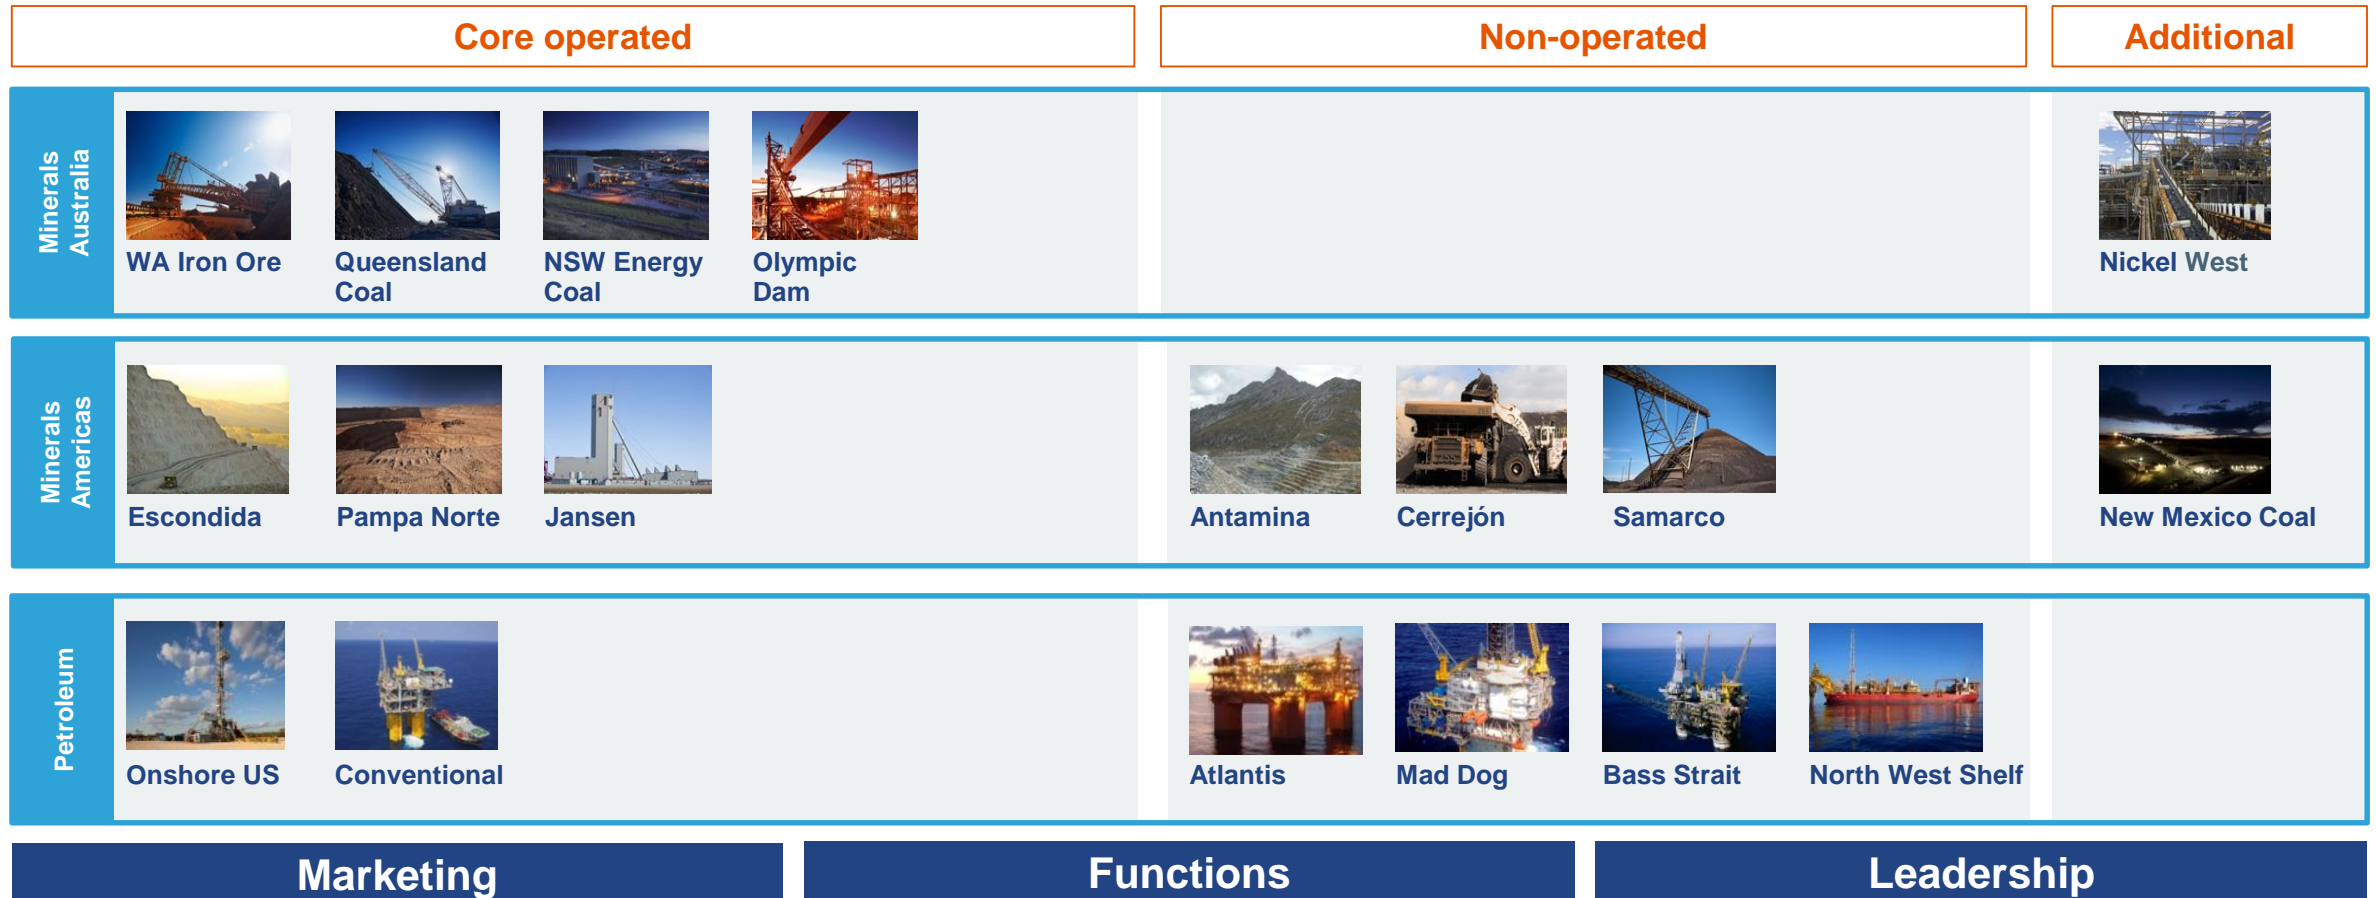 Core operated
Non-operated
Additional
Minerals
Australia
WA Iron Ore
Queensland
Coal
NSW Energy
Coal
Olympic
Dam
Nickel West
Minerals
Americas
Escondida
Pampa Norte
Jansen
Antamina
Cerrejón
Samarco
New Mexico Coal
Petroleum
Onshore US
Conventional
Atlantis
Mad Dog
Bass Strait
North West Shelf
Marketing
Functions
Leadership